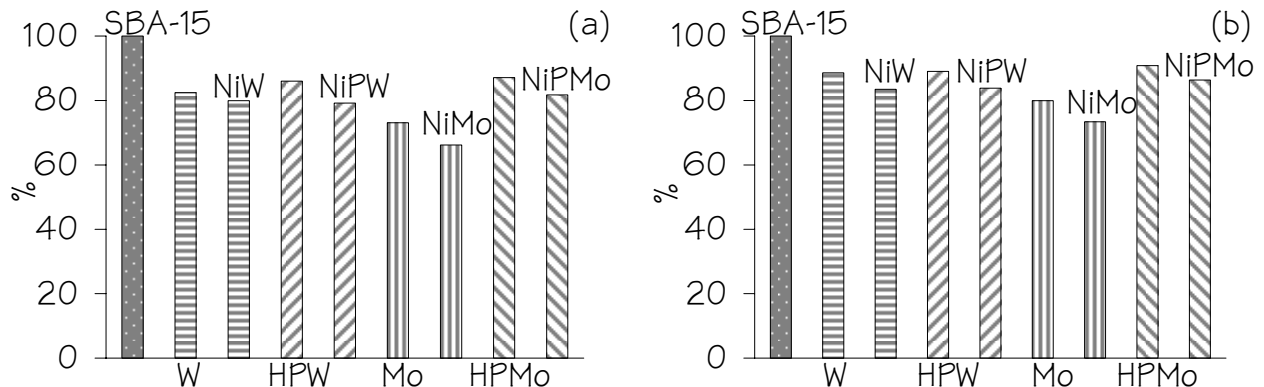 SBA-15
(a)
100
80
60
40
20
0
%
NiW
NiPW
NiMo
NiPMo
W
HPW
Mo
HPMo
SBA-15
(b)
100
80
60
40
20
0
%
NiW
NiPW
NiMo
NiPMo
W
HPW
Mo
HPMo